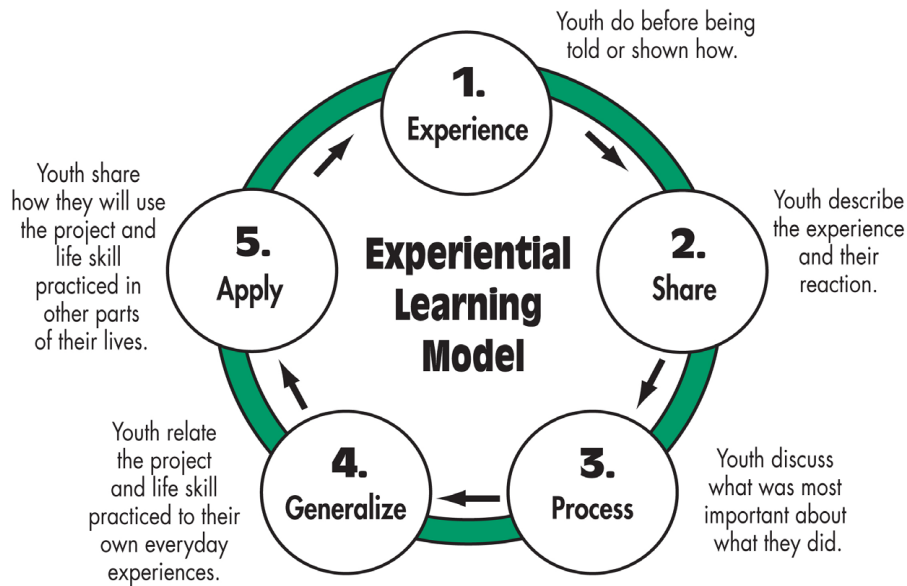 1.
Experience
Youth do before being
told or shown how.
2.
Share
Youth describe
the experience
and their
reaction.
3.
Process
Youth discuss
what was most
important about
what they did.
4.
Generalize
Youth relate
the project
and life skill
practiced to their
own everyday
experiences.
5.
Apply
Youth share
how they will use
the project and
life skill
practiced in
other parts
of their lives.
Experiential
Learning
Model